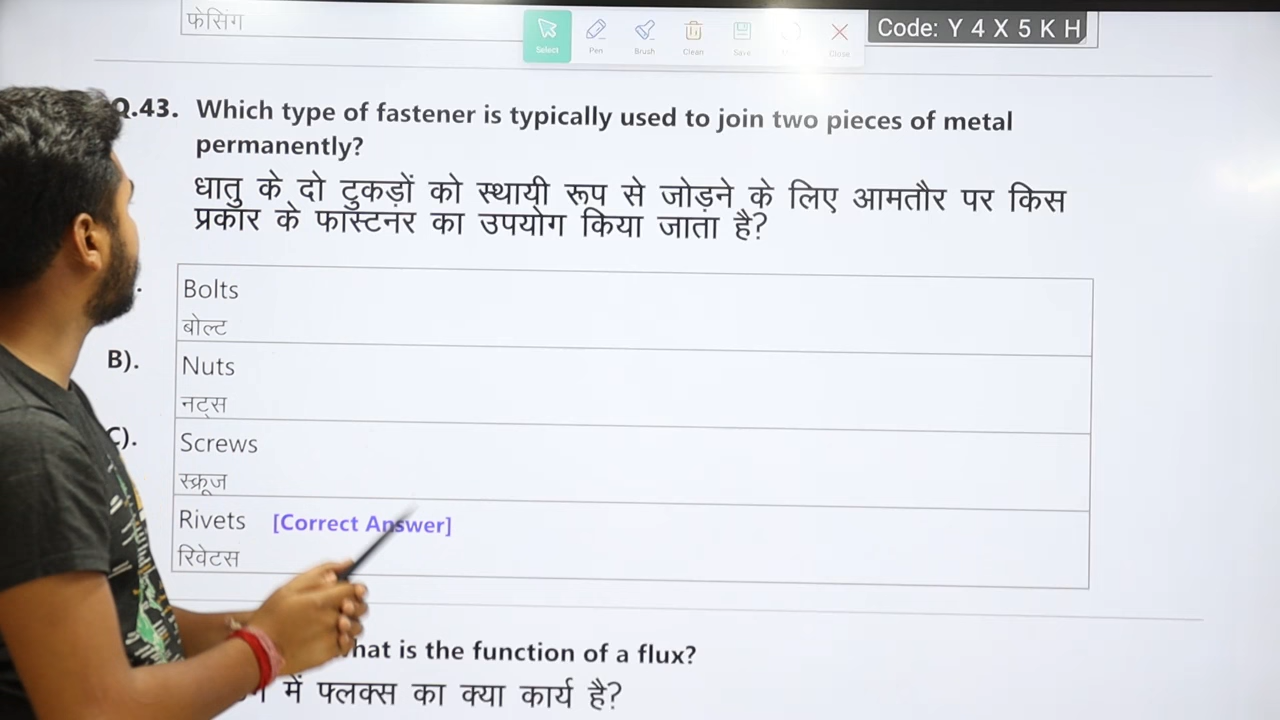 फेसिंग
Select
Pen
Brush
Clean
Save
Close
Code: Y 4 X 5 K H
Q.43. Which type of fastener is typically used to join two pieces of metal
permanently?
धातु के दो टुकड़ों को स्थायी रूप से जोड़ने के लिए आमतौर पर किस
प्रकार के फास्टनर का उपयोग किया जाता है?
Bolts
बोल्ट
B). Nuts
नट्स
C). Screws
स्क्रूज
Rivets [Correct Answer]
रिवेटस
is the function of a flux?
में फ्लक्स का क्या कार्य है?